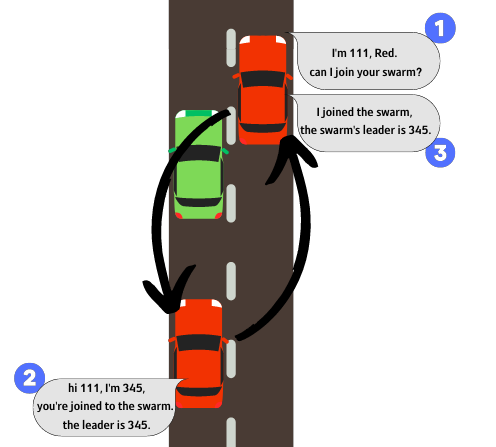 1
I'm 111, Red.
can I join your swarm?
I joined the swarm,
the swarm's leader is 345.
3
2
hi 111, I'm 345,
you're joined to the swarm.
the leader is 345.